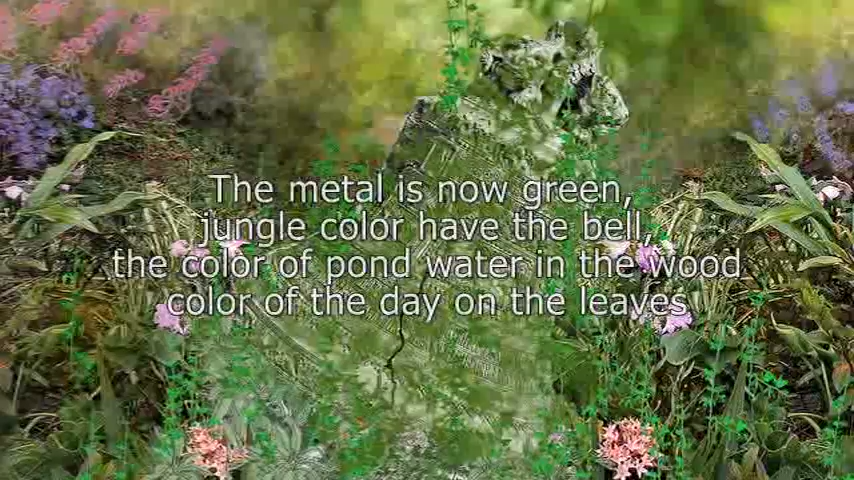 The metal is now green,
jungle color have the bell,
the color of pond water in the wood
color of the day on the leaves